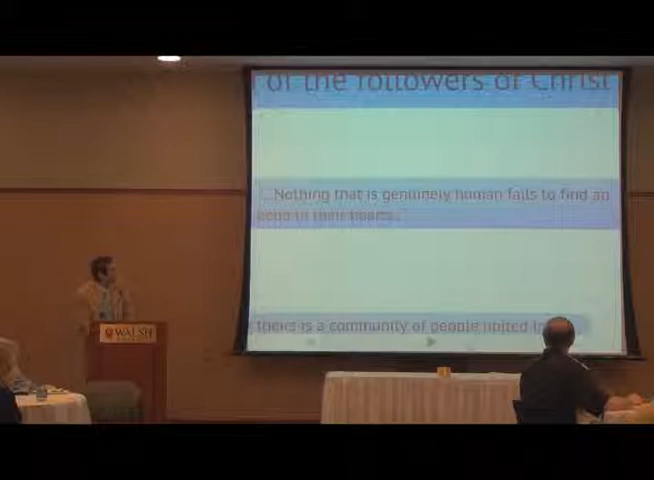 of the followers of Christ
...Nothing that is genuinely human fails to find an
echo in their hearts...
theirs is a community of people united in
WALSH